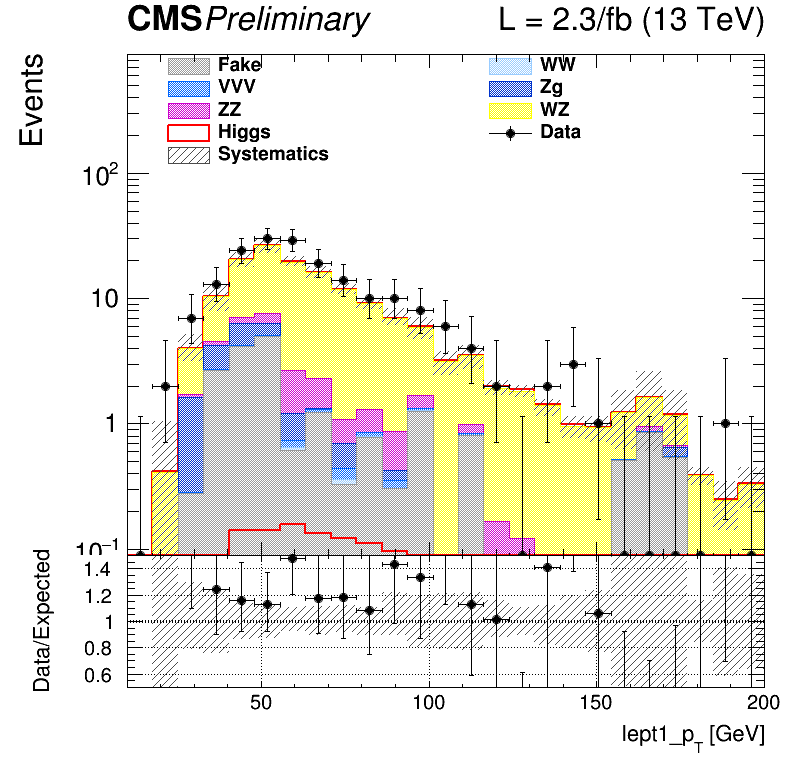 CMS Preliminary L = 2.3/fb (13 TeV)
Events
Fake WW
VVV Zg
ZZ WZ
Higgs Data
Systematics
10²
10
1
10⁻¹
Data/Expected
1.4
1.2
1
0.8
0.6
50 100 150 200
lept1_p_T [GeV]